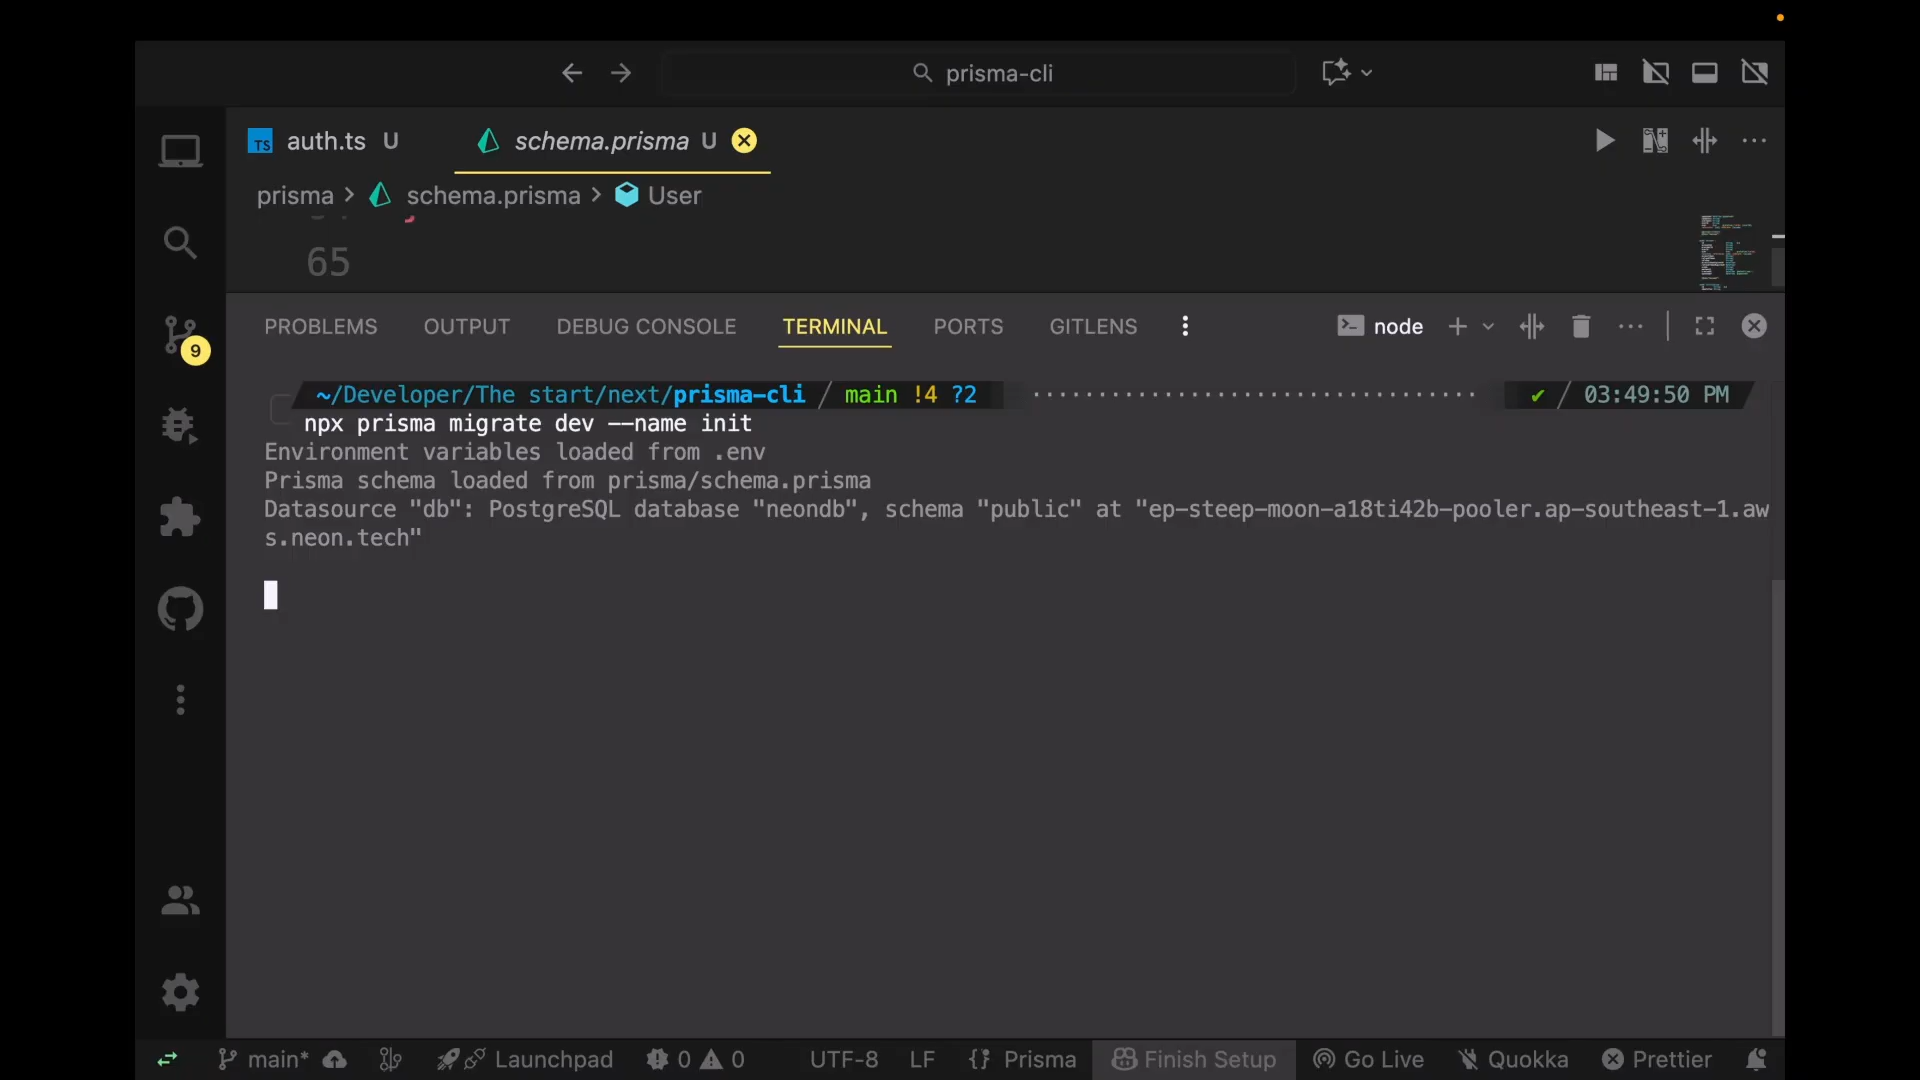 prisma-cli
TS auth.ts U schema.prisma U
prisma > schema.prisma > User
65
PROBLEMS OUTPUT DEBUG CONSOLE TERMINAL PORTS GITLENS node
~/Developer/The start/next/prisma-cli main !4 ?2 ✔ 03:49:50 PM
npx prisma migrate dev --name init
Environment variables loaded from .env
Prisma schema loaded from prisma/schema.prisma
Datasource "db": PostgreSQL database "neondb", schema "public" at "ep-steep-moon-a18ti42b-pooler.ap-southeast-1.aw
s.neon.tech"
9
main* Launchpad 0 0 UTF-8 LF {} Prisma Finish Setup Go Live Quokka Prettier